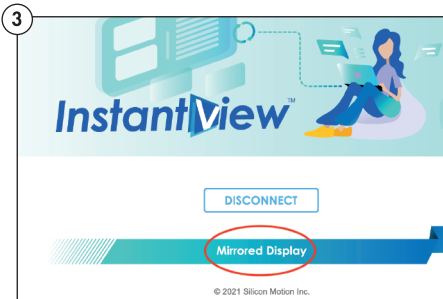 3
InstantView™
DISCONNECT
Mirrored Display
© 2021 Silicon Motion Inc.